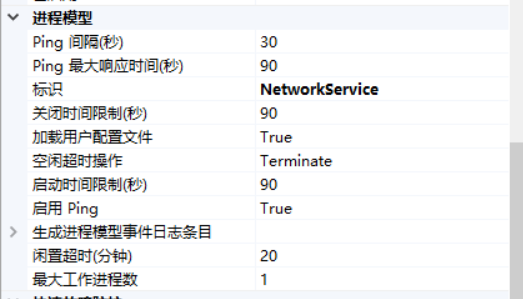 进程模型
Ping 间隔(秒) 30
Ping 最大响应时间(秒) 90
标识 NetworkService
关闭时间限制(秒) 90
加载用户配置文件 True
空闲超时操作 Terminate
启动时间限制(秒) 90
启用 Ping True
生成进程模型事件日志条目
闲置超时(分钟) 20
最大工作进程数 1